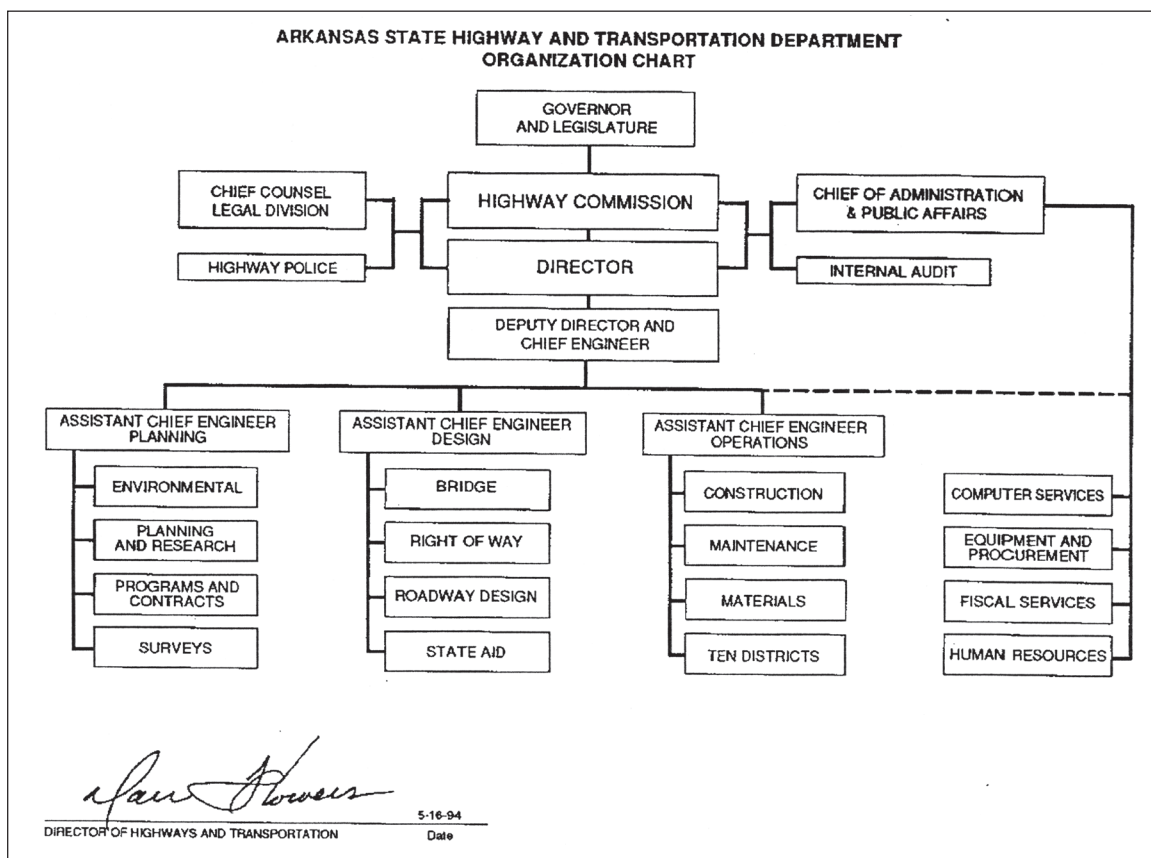 ARKANSAS STATE HIGHWAY AND TRANSPORTATION DEPARTMENT
ORGANIZATION CHART
GOVERNOR
AND LEGISLATURE
CHIEF COUNSEL
LEGAL DIVISION
HIGHWAY COMMISSION
CHIEF OF ADMINISTRATION
& PUBLIC AFFAIRS
HIGHWAY POLICE
DIRECTOR
INTERNAL AUDIT
DEPUTY DIRECTOR AND
CHIEF ENGINEER
ASSISTANT CHIEF ENGINEER
PLANNING
ENVIRONMENTAL
PLANNING
AND RESEARCH
PROGRAMS AND
CONTRACTS
SURVEYS
ASSISTANT CHIEF ENGINEER
DESIGN
BRIDGE
RIGHT OF WAY
ROADWAY DESIGN
STATE AID
ASSISTANT CHIEF ENGINEER
OPERATIONS
CONSTRUCTION
MAINTENANCE
MATERIALS
TEN DISTRICTS
COMPUTER SERVICES
EQUIPMENT AND
PROCUREMENT
FISCAL SERVICES
HUMAN RESOURCES
Flowers
5-16-94
DIRECTOR OF HIGHWAYS AND TRANSPORTATION
Date